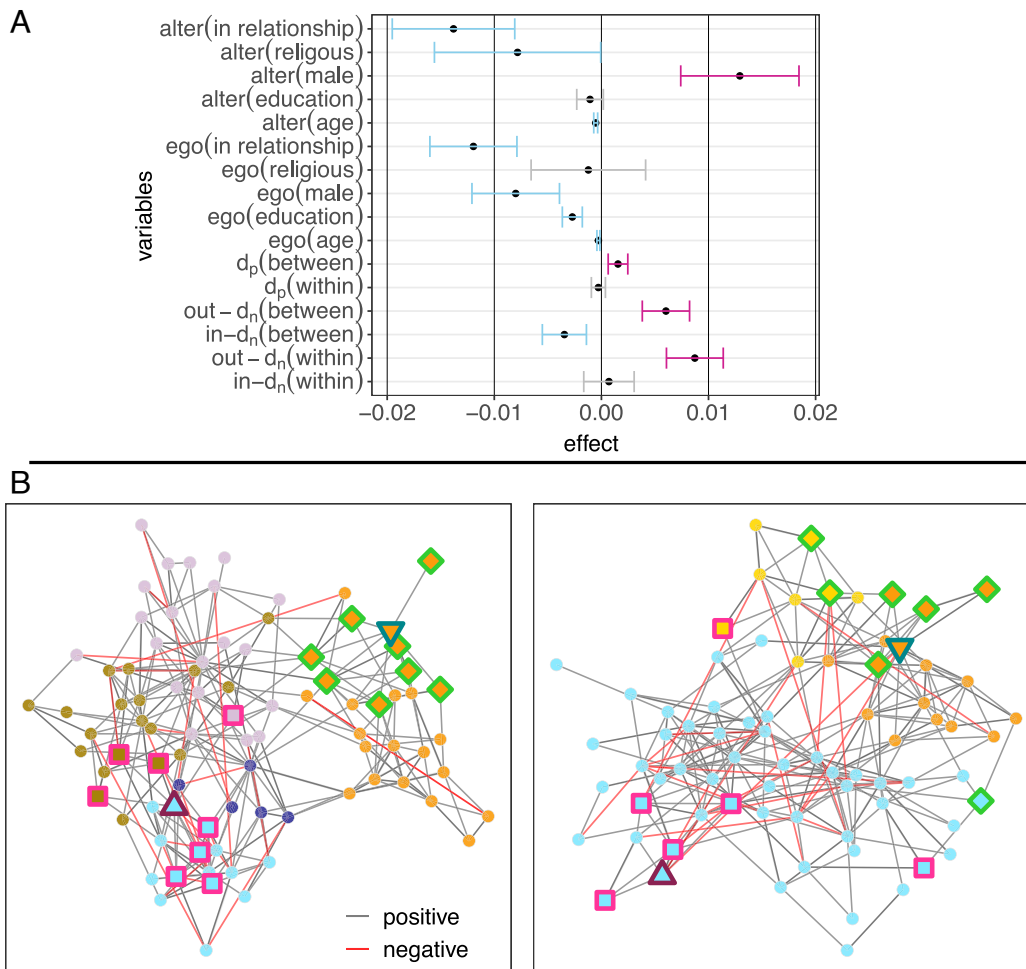 A
variables
alter(in relationship)
alter(religous)
alter(male)
alter(education)
alter(age)
ego(in relationship)
ego(religious)
ego(male)
ego(education)
ego(age)
dp(between)
dp(within)
out−dn(between)
in−dn(between)
out−dn(within)
in−dn(within)
−0.02 −0.01 0.00 0.01 0.02
effect
B
positive
negative